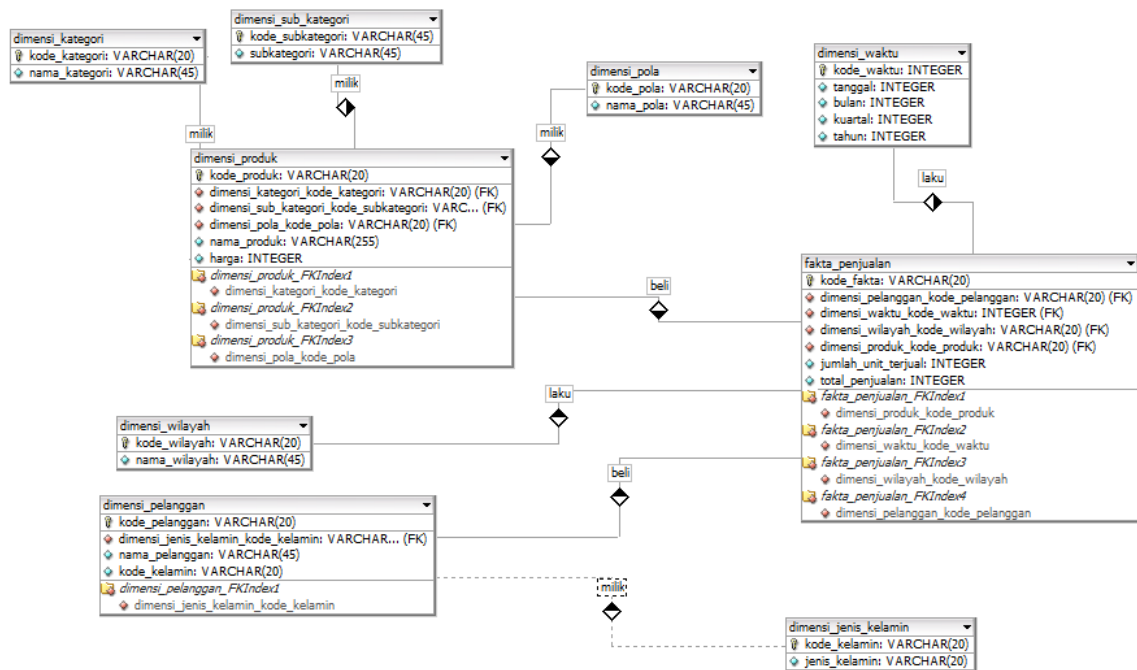 dimensi_kategori
kode_kategori: VARCHAR(20)
nama_kategori: VARCHAR(45)
dimensi_sub_kategori
kode_subkategori: VARCHAR(45)
subkategori: VARCHAR(45)
milik
milik
dimensi_pola
kode_pola: VARCHAR(20)
nama_pola: VARCHAR(45)
milik
dimensi_waktu
kode_waktu: INTEGER
tanggal: INTEGER
bulan: INTEGER
kuartal: INTEGER
tahun: INTEGER
laku
dimensi_produk
kode_produk: VARCHAR(20)
dimensi_kategori_kode_kategori: VARCHAR(20) (FK)
dimensi_sub_kategori_kode_subkategori: VARC... (FK)
dimensi_pola_kode_pola: VARCHAR(20) (FK)
nama_produk: VARCHAR(255)
harga: INTEGER
dimensi_produk_FKIndex1
dimensi_kategori_kode_kategori
dimensi_produk_FKIndex2
dimensi_sub_kategori_kode_subkategori
dimensi_produk_FKIndex3
dimensi_pola_kode_pola
beli
fakta_penjualan
kode_fakta: VARCHAR(20)
dimensi_pelanggan_kode_pelanggan: VARCHAR(20) (FK)
dimensi_waktu_kode_waktu: INTEGER (FK)
dimensi_wilayah_kode_wilayah: VARCHAR(20) (FK)
dimensi_produk_kode_produk: VARCHAR(20) (FK)
jumlah_unit_terjual: INTEGER
total_penjualan: INTEGER
fakta_penjualan_FKIndex1
dimensi_produk_kode_produk
fakta_penjualan_FKIndex2
dimensi_waktu_kode_waktu
fakta_penjualan_FKIndex3
dimensi_wilayah_kode_wilayah
fakta_penjualan_FKIndex4
dimensi_pelanggan_kode_pelanggan
laku
dimensi_wilayah
kode_wilayah: VARCHAR(20)
nama_wilayah: VARCHAR(45)
beli
dimensi_pelanggan
kode_pelanggan: VARCHAR(20)
dimensi_jenis_kelamin_kode_kelamin: VARCHAR... (FK)
nama_pelanggan: VARCHAR(45)
kode_kelamin: VARCHAR(20)
dimensi_pelanggan_FKIndex1
dimensi_jenis_kelamin_kode_kelamin
milik
dimensi_jenis_kelamin
kode_kelamin: VARCHAR(20)
jenis_kelamin: VARCHAR(20)